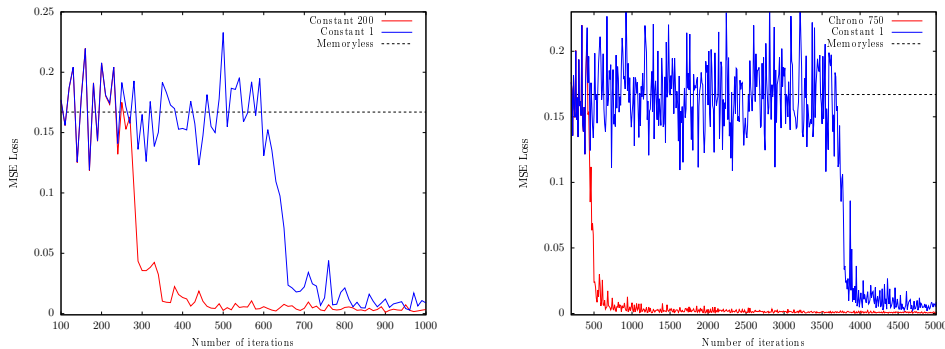 0.25
0.2
0.15
0.1
0.05
0
100 200 300 400 500 600 700 800 900 1000
MSE Loss
Number of iterations
Constant 200
Constant 1
Memoryless
0.2
0.15
0.1
0.05
0
500 1000 1500 2000 2500 3000 3500 4000 4500 5000
MSE Loss
Number of iterations
Chrono 750
Constant 1
Memoryless